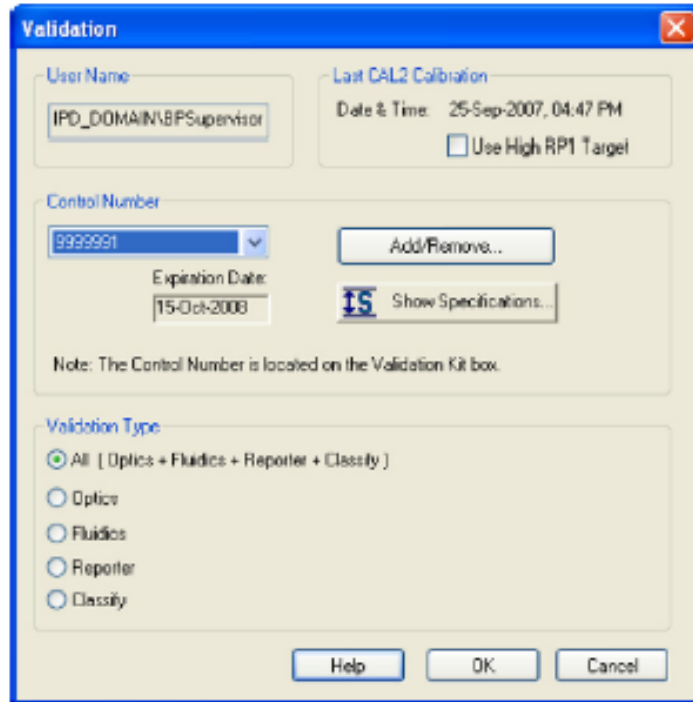 Validation
User Name
IPD_DOMAIN\BPSupervisor
Last CAL2 Calibration
Date & Time: 25-Sep-2007, 04:47 PM
Use High RP1 Target
Control Number
9999991
Add/Remove...
Expiration Date:
15-Oct-2008
Show Specifications...
Note: The Control Number is located on the Validation Kit box.
Validation Type
All ( Optics + Fluidics + Reporter + Classify )
Optics
Fluidics
Reporter
Classify
Help OK Cancel